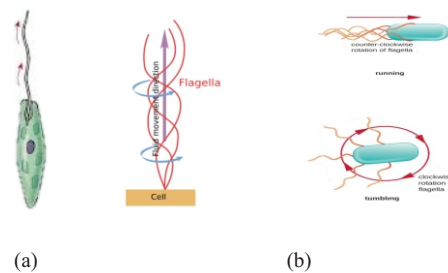 Fluid movement direction
Flagella
Cell
counter-clockwise
rotation of flagella
running
clockwise
rotation
flagella
tumbling
(a)
(b)